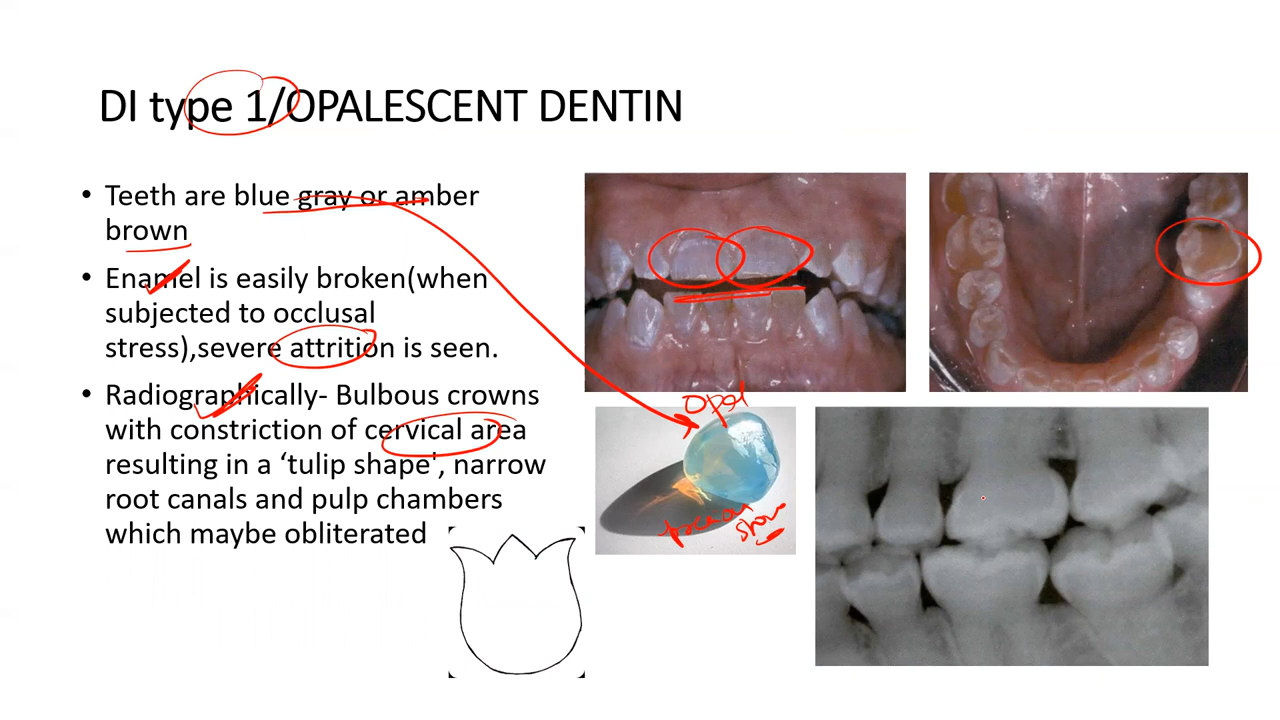 DI type 1/OPALESCENT DENTIN
• Teeth are blue gray or amber
brown
• Enamel is easily broken(when
subjected to occlusal
stress),severe attrition is seen.
• Radiographically- Bulbous crowns
with constriction of cervical area
resulting in a ‘tulip shape’, narrow
root canals and pulp chambers
which maybe obliterated
Opal